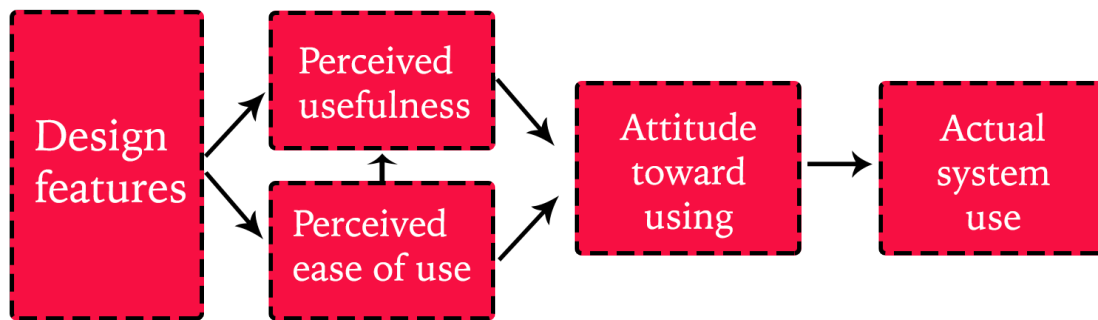 Design
features
Perceived
usefulness
Perceived
ease of use
Attitude
toward
using
Actual
system
use